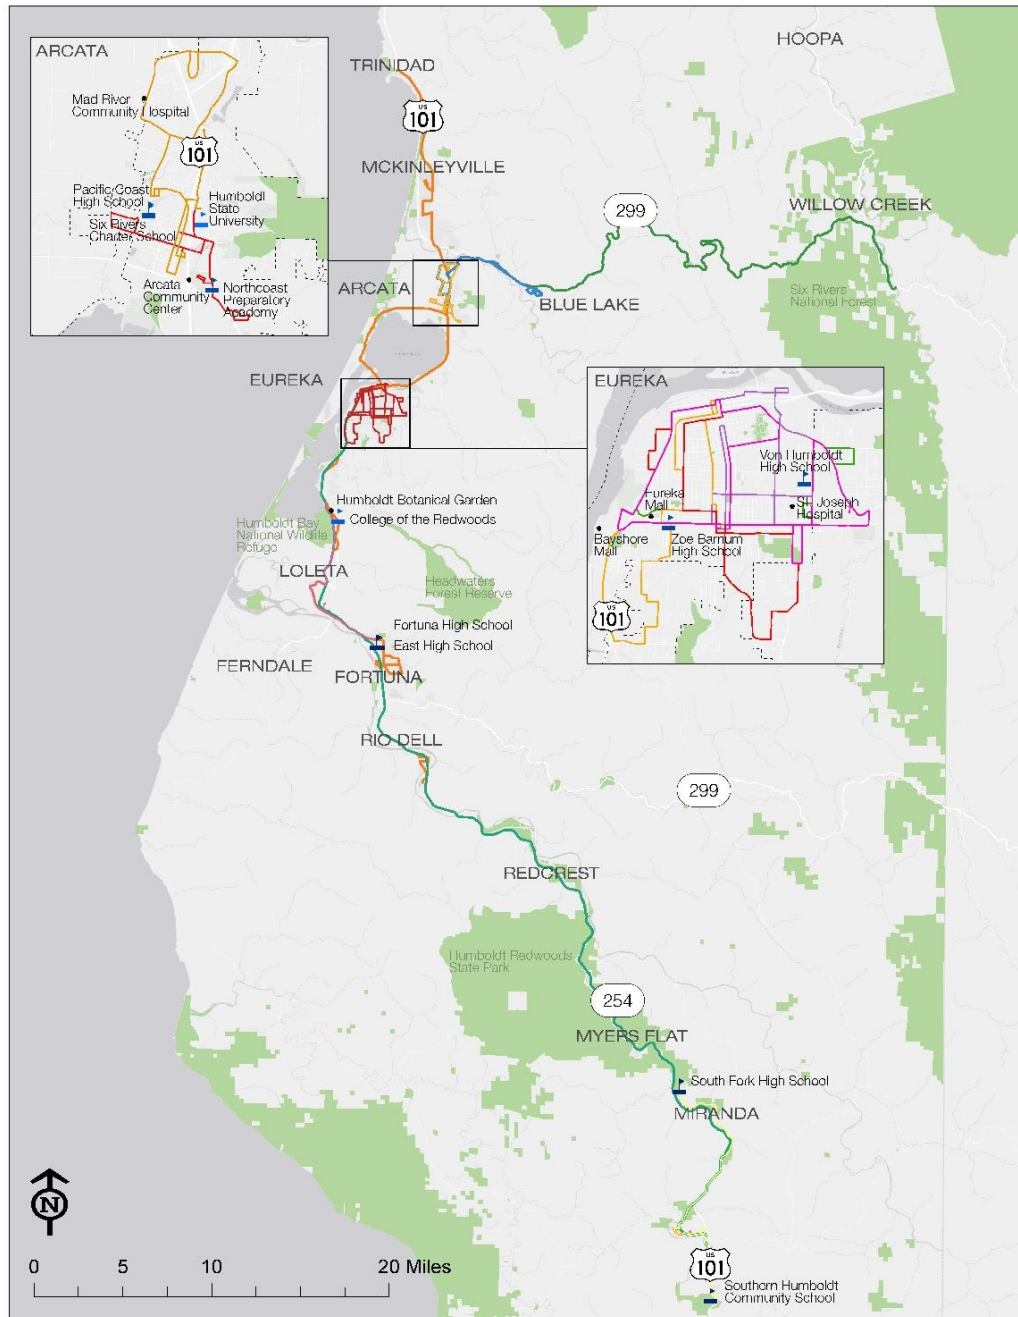 HOOPA
ARCATA
TRINIDAD
Mad River
Community Hospital
US
101
US
101
MCKINLEYVILLE
Pacific Coast
High School
Humboldt
State
University
Six Rivers
Charter School
299
WILLOW CREEK
Arcata
Community
Center
Northcoast
Preparatory
Academy
ARCATA
BLUE LAKE
Six Rivers
National Forest
EUREKA
EUREKA
Von Humboldt
High School
Eureka
Mall
St. Joseph
Hospital
Bayshore
Mall
Zoe Barnum
High School
US
101
Humboldt Botanical Garden
College of the Redwoods
Humboldt Bay
National Wildlife
Refuge
LOLETA
Headwaters
Forest Reserve
Fortuna High School
East High School
FERNDALE
FORTUNA
RIO DELL
299
REDCREST
Humboldt Redwoods
State Park
254
MYERS FLAT
South Fork High School
MIRANDA
N
US
101
0 5 10 20 Miles
Southern Humboldt
Community School